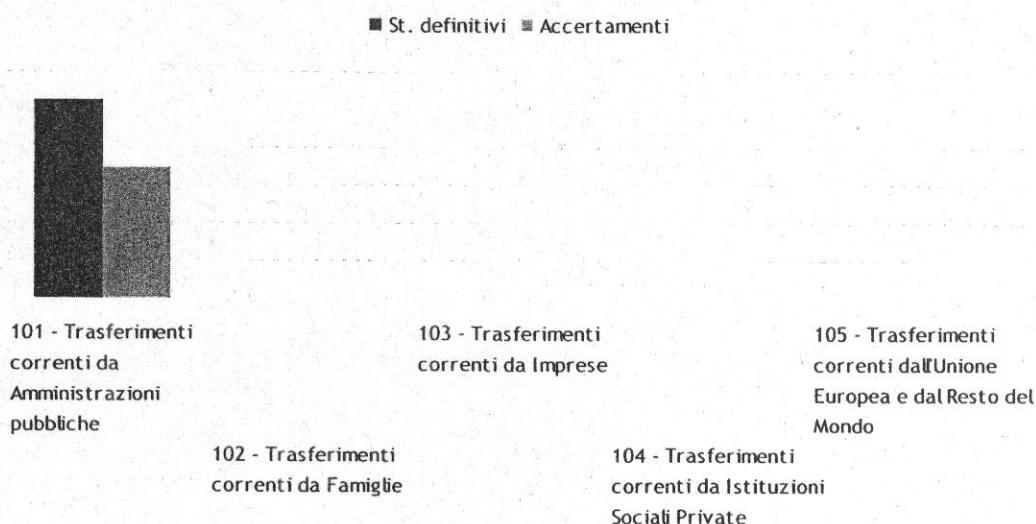 St. definitivi Accertamenti
101 - Trasferimenti
correnti da
Amministrazioni
pubbliche
102 - Trasferimenti
correnti da Famiglie
103 - Trasferimenti
correnti da Imprese
104 - Trasferimenti
correnti da Istituzioni
Sociali Private
105 - Trasferimenti
correnti dall'Unione
Europea e dal Resto del
Mondo